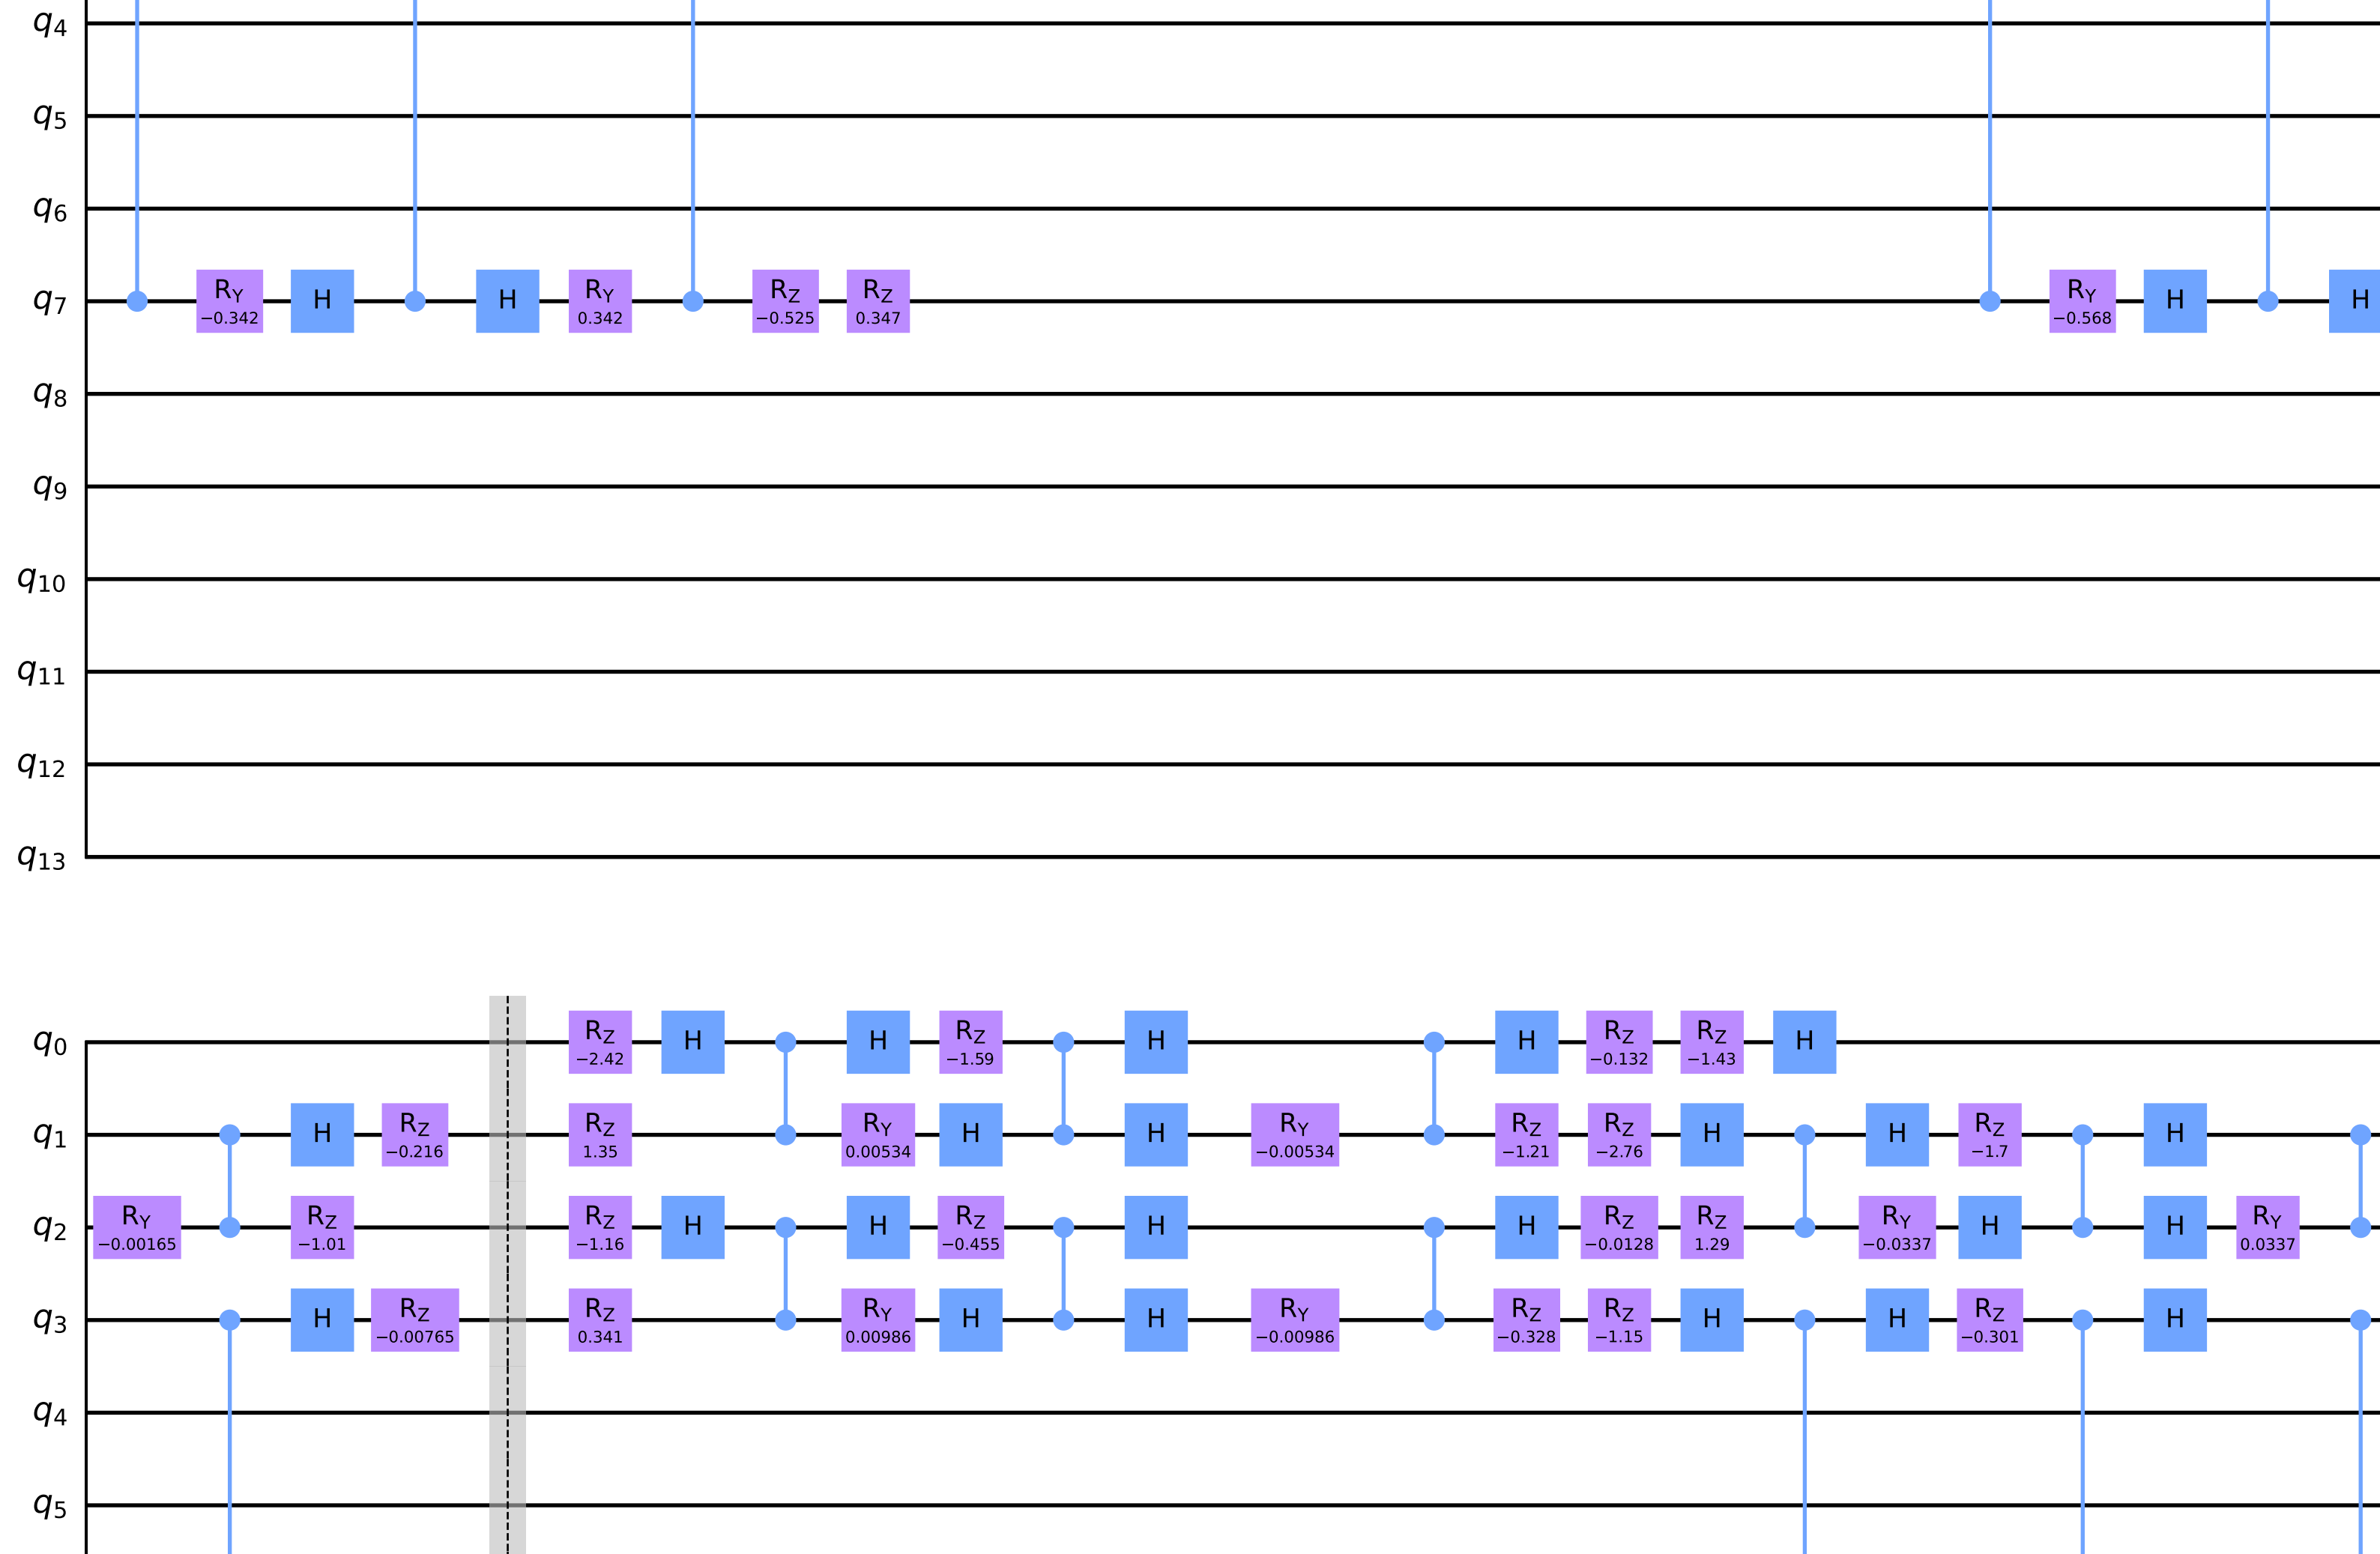 q4
q5
q6
q7 RY −0.342 H H RY 0.342 RZ −0.525 RZ 0.347 RY −0.568 H H
q8
q9
q10
q11
q12
q13
q0 RZ −2.42 H H RZ −1.59 H H RZ −0.132 RZ −1.43 H
q1 H RZ −0.216 RZ 1.35 RY 0.00534 H H RY −0.00534 RZ −1.21 RZ −2.76 H H RZ −1.7 H
q2 RY −0.00165 RZ −1.01 RZ −1.16 H H RZ −0.455 H H RZ −0.0128 RZ 1.29 RY −0.0337 H H RY 0.0337
q3 H RZ −0.00765 RZ 0.341 RY 0.00986 H H RY −0.00986 RZ −0.328 RZ −1.15 H H RZ −0.301 H
q4
q5